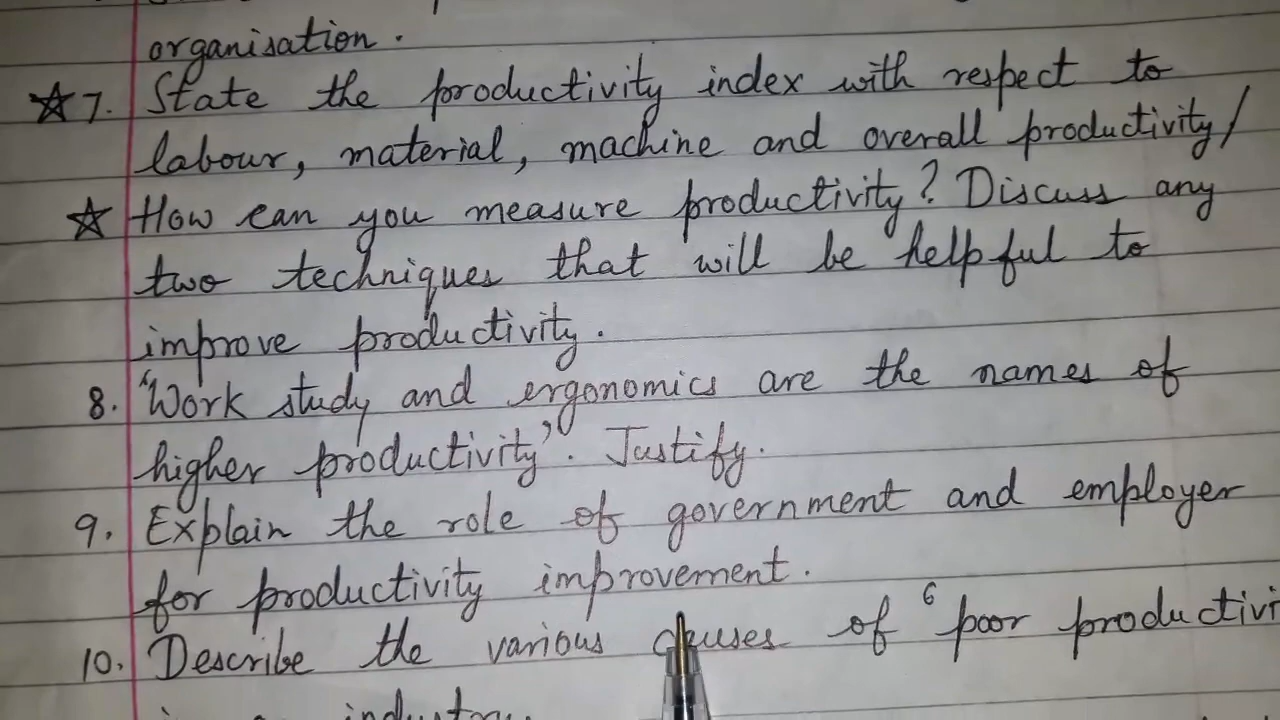 organisation.
☆7. State the productivity index with respect to
labour, material, machine and overall productivity/
☆ How can you measure productivity? Discuss any
two techniques that will be helpful to
improve productivity.
8. "Work study and ergonomics are the names of
higher productivity". Justify.
9. Explain the role of government and employer
for productivity improvement.
10. Describe the various causes of 6 poor productivi
industry